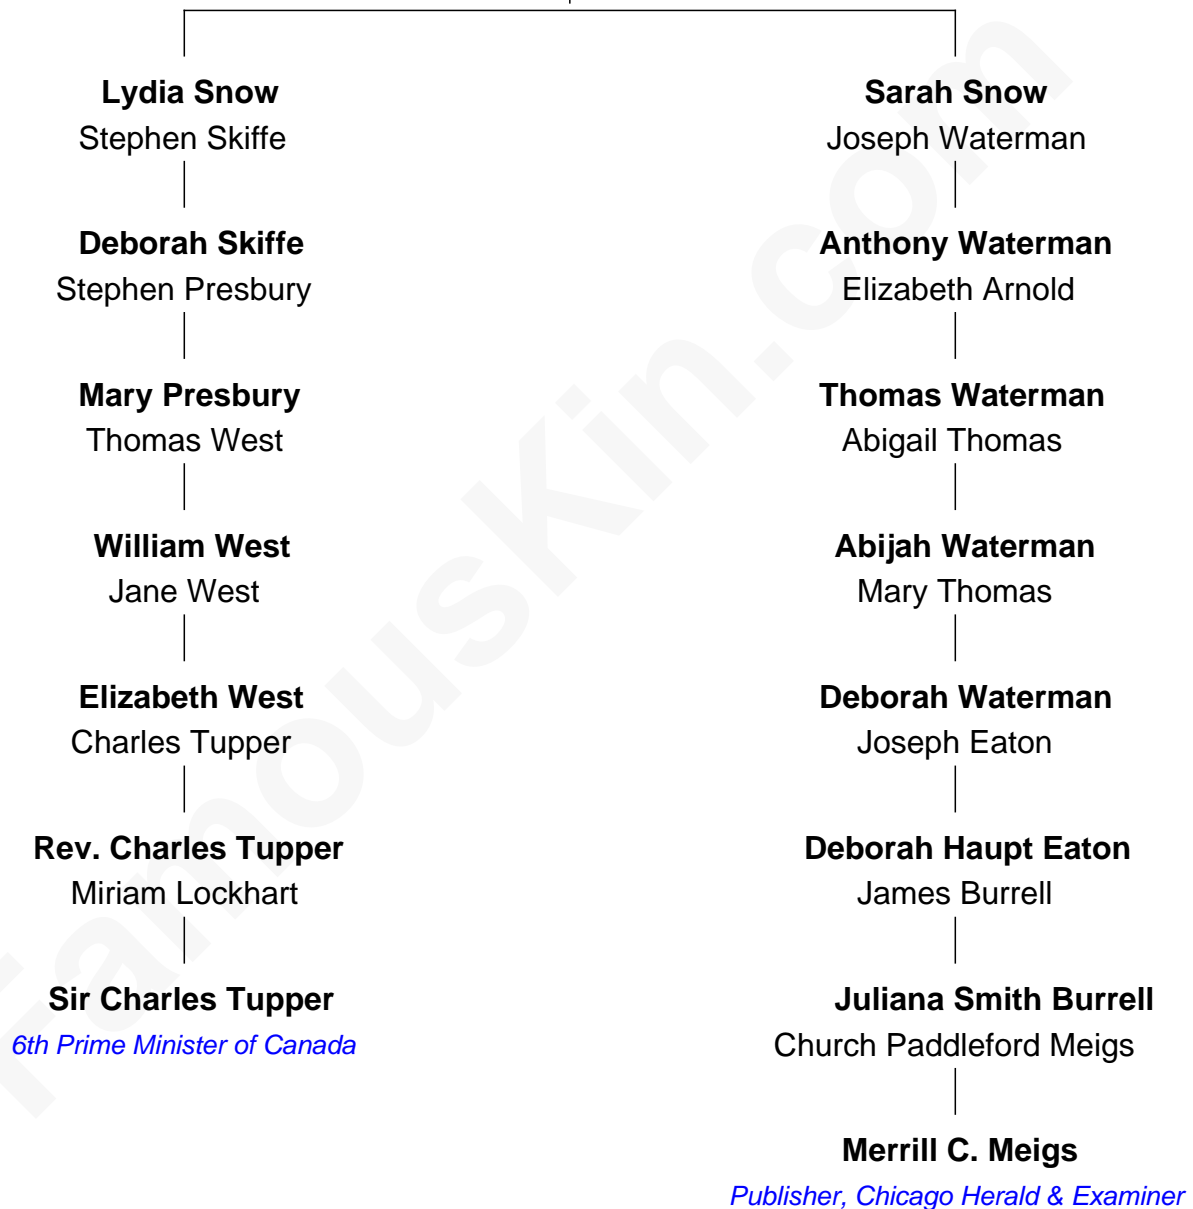 Lydia Snow
Stephen Skiffe
Deborah Skiffe
Stephen Presbury
Mary Presbury
Thomas West
William West
Jane West
Elizabeth West
Charles Tupper
Rev. Charles Tupper
Miriam Lockhart
Sir Charles Tupper
6th Prime Minister of Canada
Sarah Snow
Joseph Waterman
Anthony Waterman
Elizabeth Arnold
Thomas Waterman
Abigail Thomas
Abijah Waterman
Mary Thomas
Deborah Waterman
Joseph Eaton
Deborah Haupt Eaton
James Burrell
Juliana Smith Burrell
Church Paddleford Meigs
Merrill C. Meigs
Publisher, Chicago Herald & Examiner
FamousKin.com